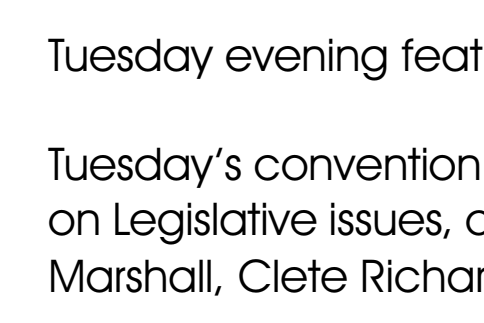 Tuesday evening feat
Tuesday’s convention
on Legislative issues,
Marshall, Clete Richar